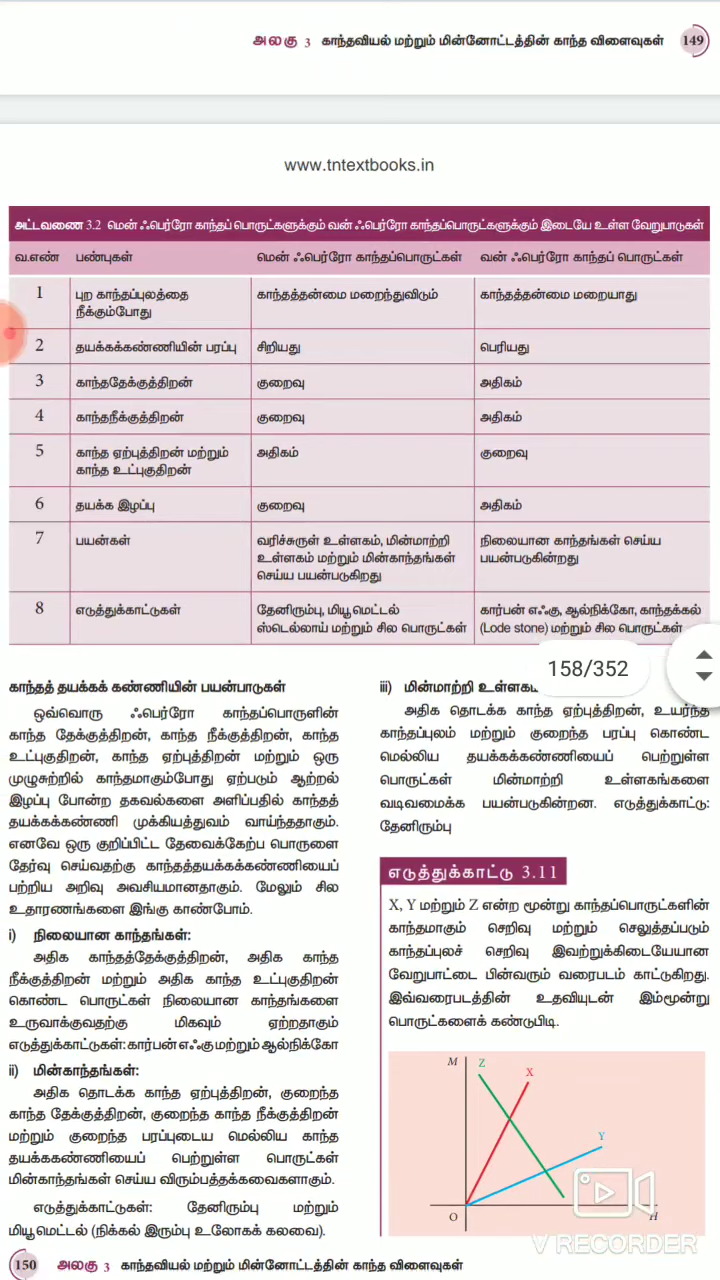 அலகு 3 காந்தவியல் மற்றும் மின்னோட்டத்தின் காந்த விளைவுகள் 149
www.tntextbooks.in
அட்டவணை 3.2 மென் ஃபெர்ரோ காந்தப் பொருட்களுக்கும் வன் ஃபெர்ரோ காந்தப்பொருட்களுக்கும் இடையே உள்ள வேறுபாடுகள்
வ.எண் பண்புகள் மென் ஃபெர்ரோ காந்தப்பொருட்கள் வன் ஃபெர்ரோ காந்தப் பொருட்கள்
1 புற காந்தப்புலத்தை நீக்கும்போது காந்தத்தன்மை மறைந்துவிடும் காந்தத்தன்மை மறையாது
2 தயக்கக்கண்ணியின் பரப்பு சிறியது பெரியது
3 காந்ததேக்குத்திறன் குறைவு அதிகம்
4 காந்தநீக்குத்திறன் குறைவு அதிகம்
5 காந்த ஏற்புத்திறன் மற்றும் காந்த உட்புகுதிறன் அதிகம் குறைவு
6 தயக்க இழப்பு குறைவு அதிகம்
7 பயன்கள் வரிச்சுருள் உள்ளகம், மின்மாற்றி உள்ளகம் மற்றும் மின்காந்தங்கள் செய்ய பயன்படுகிறது நிலையான காந்தங்கள் செய்ய பயன்படுகின்றது
8 எடுத்துக்காட்டுகள் தேனிரும்பு, மியூமெட்டல் ஸ்டெல்லாய் மற்றும் சில பொருட்கள் கார்பன் எஃகு, ஆல்நிக்கோ, காந்தக்கல் (Lode stone) மற்றும் சில பொருட்கள்
158/352
காந்தத் தயக்கக் கண்ணியின் பயன்பாடுகள்
ஒவ்வொரு ஃபெர்ரோ காந்தப்பொருளின்
காந்த தேக்குத்திறன், காந்த நீக்குத்திறன், காந்த
உட்புகுதிறன், காந்த ஏற்புத்திறன் மற்றும் ஒரு
முழுசுற்றில் காந்தமாகும்போது ஏற்படும் ஆற்றல்
இழப்பு போன்ற தகவல்களை அளிப்பதில் காந்தத்
தயக்கக்கண்ணி முக்கியத்துவம் வாய்ந்ததாகும்.
எனவே ஒரு குறிப்பிட்ட தேவைக்கேற்ப பொருளை
தேர்வு செய்வதற்கு காந்தத்தயக்கக்கண்ணியைப்
பற்றிய அறிவு அவசியமானதாகும். மேலும் சில
உதாரணங்களை இங்கு காண்போம்.
i) நிலையான காந்தங்கள்:
அதிக காந்தத்தேக்குத்திறன், அதிக காந்த
நீக்குத்திறன் மற்றும் அதிக காந்த உட்புகுதிறன்
கொண்ட பொருட்கள் நிலையான காந்தங்களை
உருவாக்குவதற்கு மிகவும் ஏற்றதாகும்
எடுத்துக்காட்டுகள்:கார்பன் எஃகு மற்றும் ஆல்நிக்கோ
ii) மின்காந்தங்கள்:
அதிக தொடக்க காந்த ஏற்புத்திறன், குறைந்த
காந்த தேக்குத்திறன், குறைந்த காந்த நீக்குத்திறன்
மற்றும் குறைந்த பரப்புடைய மெல்லிய காந்த
தயக்ககண்ணியைப் பெற்றுள்ள பொருட்கள்
மின்காந்தங்கள் செய்ய விரும்பத்தக்கவைகளாகும்.
எடுத்துக்காட்டுகள்: தேனிரும்பு மற்றும்
மியூமெட்டல் (நிக்கல் இரும்பு உலோகக் கலவை).
iii) மின்மாற்றி
அதிக தொடக்க காந்த ஏற்புத்திறன், உயர்ந்த
காந்தப்புலம் மற்றும் குறைந்த பரப்பு கொண்ட
மெல்லிய தயக்கக்கண்ணியைப் பெற்றுள்ள
பொருட்கள் மின்மாற்றி உள்ளகங்களை
வடிவமைக்க பயன்படுகின்றன. எடுத்துக்காட்டு:
தேனிரும்பு
எடுத்துக்காட்டு 3.11
X, Y மற்றும் Z என்ற மூன்று காந்தப்பொருட்களின்
காந்தமாகும் செறிவு மற்றும் செலுத்தப்படும்
காந்தப்புலச் செறிவு இவற்றுக்கிடையேயான
வேறுபாட்டை பின்வரும் வரைபடம் காட்டுகிறது.
இவ்வரைபடத்தின் உதவியுடன் இம்மூன்று
பொருட்களைக் கண்டுபிடி.
M Z X
Y
O H
V RECORDER
150 அலகு 3 காந்தவியல் மற்றும் மின்னோட்டத்தின் காந்த விளைவுகள்